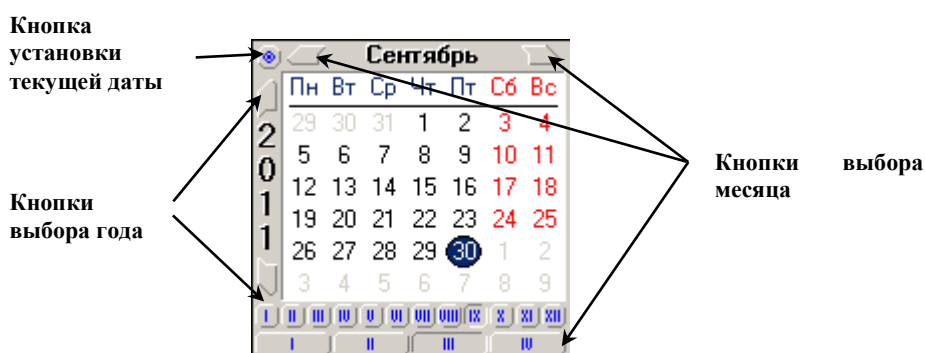 Кнопка
установки
текущей даты
Сентябрь
Пн Вт Ср Чт Пт Сб Вс
29 30 31 1 2 3 4
5 6 7 8 9 10 11
12 13 14 15 16 17 18
19 20 21 22 23 24 25
26 27 28 29 30 1 2
3 4 5 6 7 8 9
2
0
1
1
I II III IV V VI VII VIII IX X XI XII
I II III IV
Кнопки
выбора года
Кнопки выбора
месяца